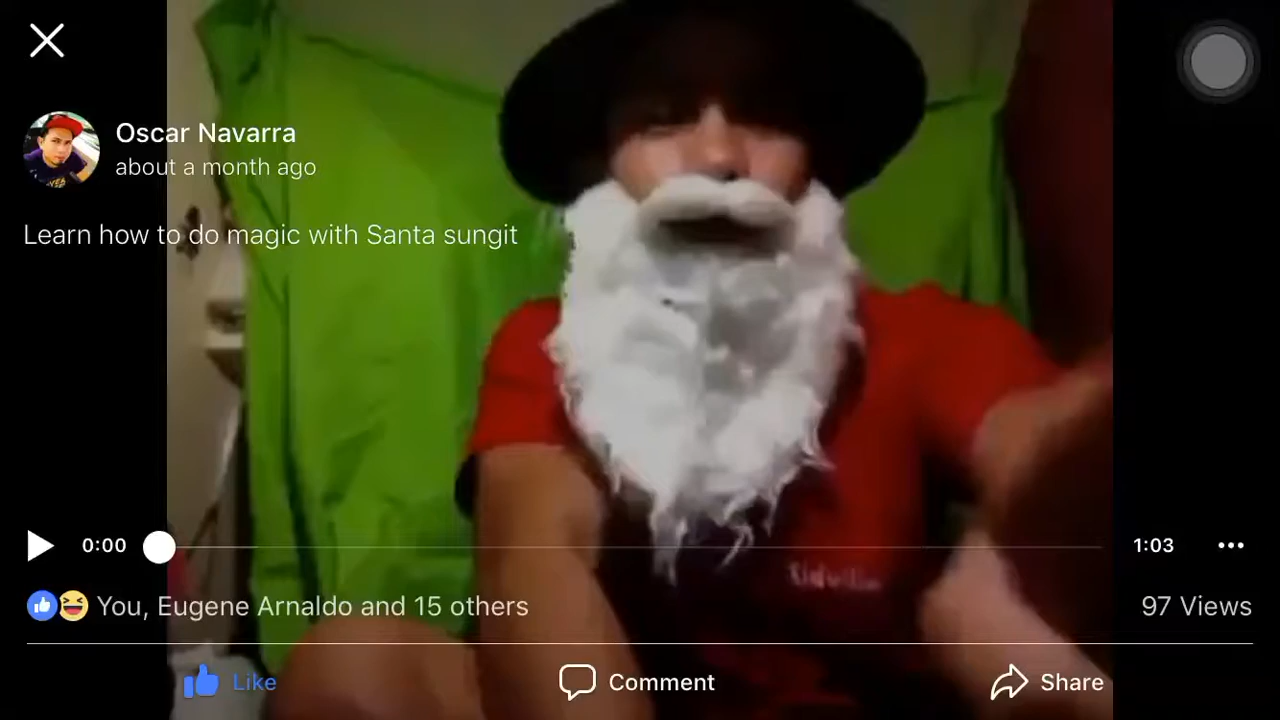 Oscar Navarra
about a month ago
Learn how to do magic with Santa sungit
0:00
1:03
You, Eugene Arnaldo and 15 others
97 Views
Like
Comment
Share